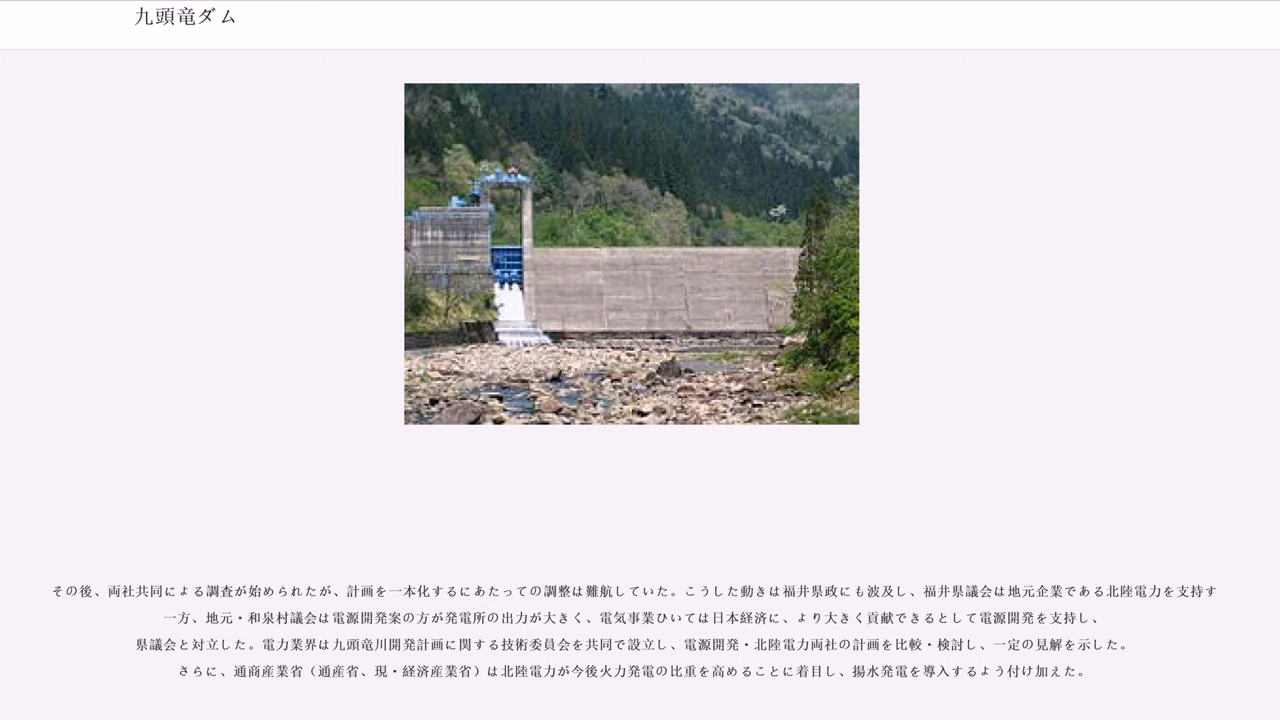 九頭竜ダム
その後、両社共同による調査が始められたが、計画を一本化するにあたっての調整は難航していた。こうした動きは福井県政にも波及し、福井県議会は地元企業である北陸電力を支持す
一方、地元・和泉村議会は電源開発案の方が発電所の出力が大きく、電気事業ひいては日本経済に、より大きく貢献できるとして電源開発を支持し、
県議会と対立した。電力業界は九頭竜川開発計画に関する技術委員会を共同で設立し、電源開発・北陸電力両社の計画を比較・検討し、一定の見解を示した。
さらに、通商産業省（通産省、現・経済産業省）は北陸電力が今後火力発電の比重を高めることに着目し、揚水発電を導入するよう付け加えた。